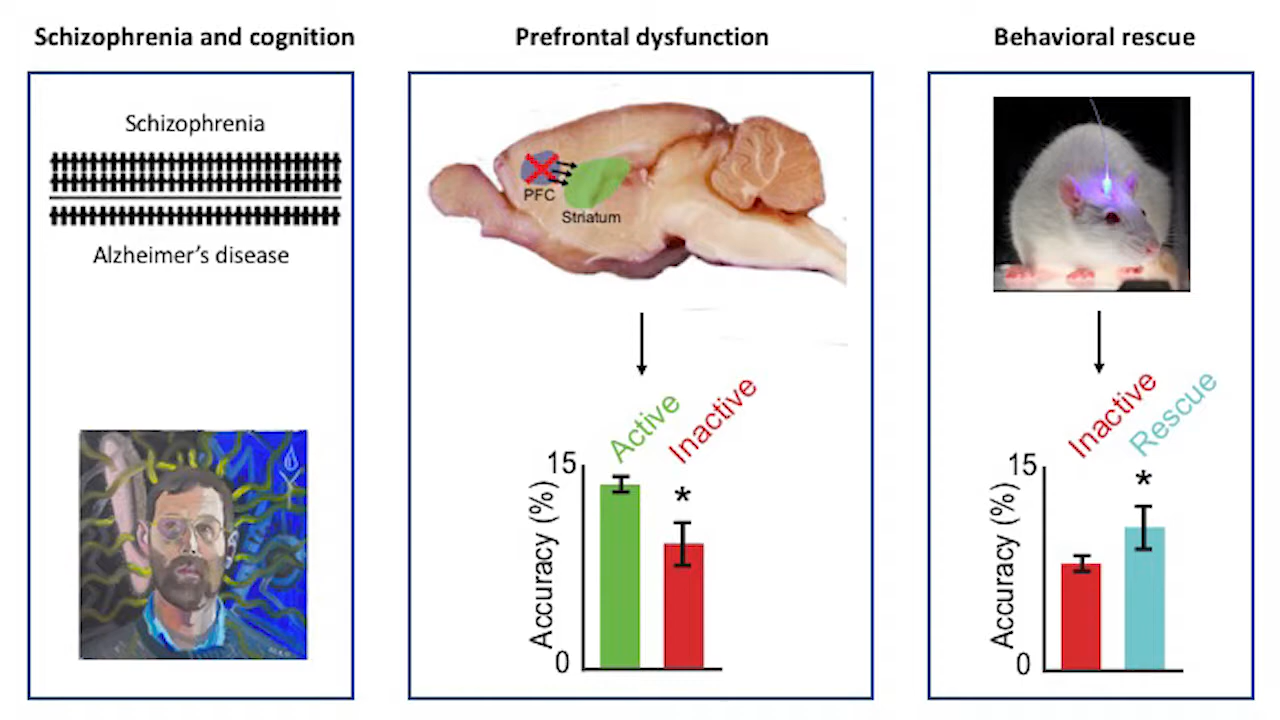 Schizophrenia and cognition
Schizophrenia
Alzheimer’s disease
Prefrontal dysfunction
PFC
Striatum
Active
Inactive
15
*
Accuracy (%)
0
Behavioral rescue
Inactive
Rescue
15
*
Accuracy (%)
0